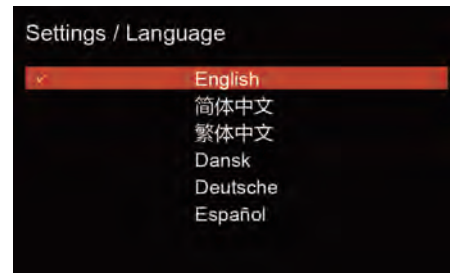 Settings / Language
English
简体中文
繁体中文
Dansk
Deutsche
Español